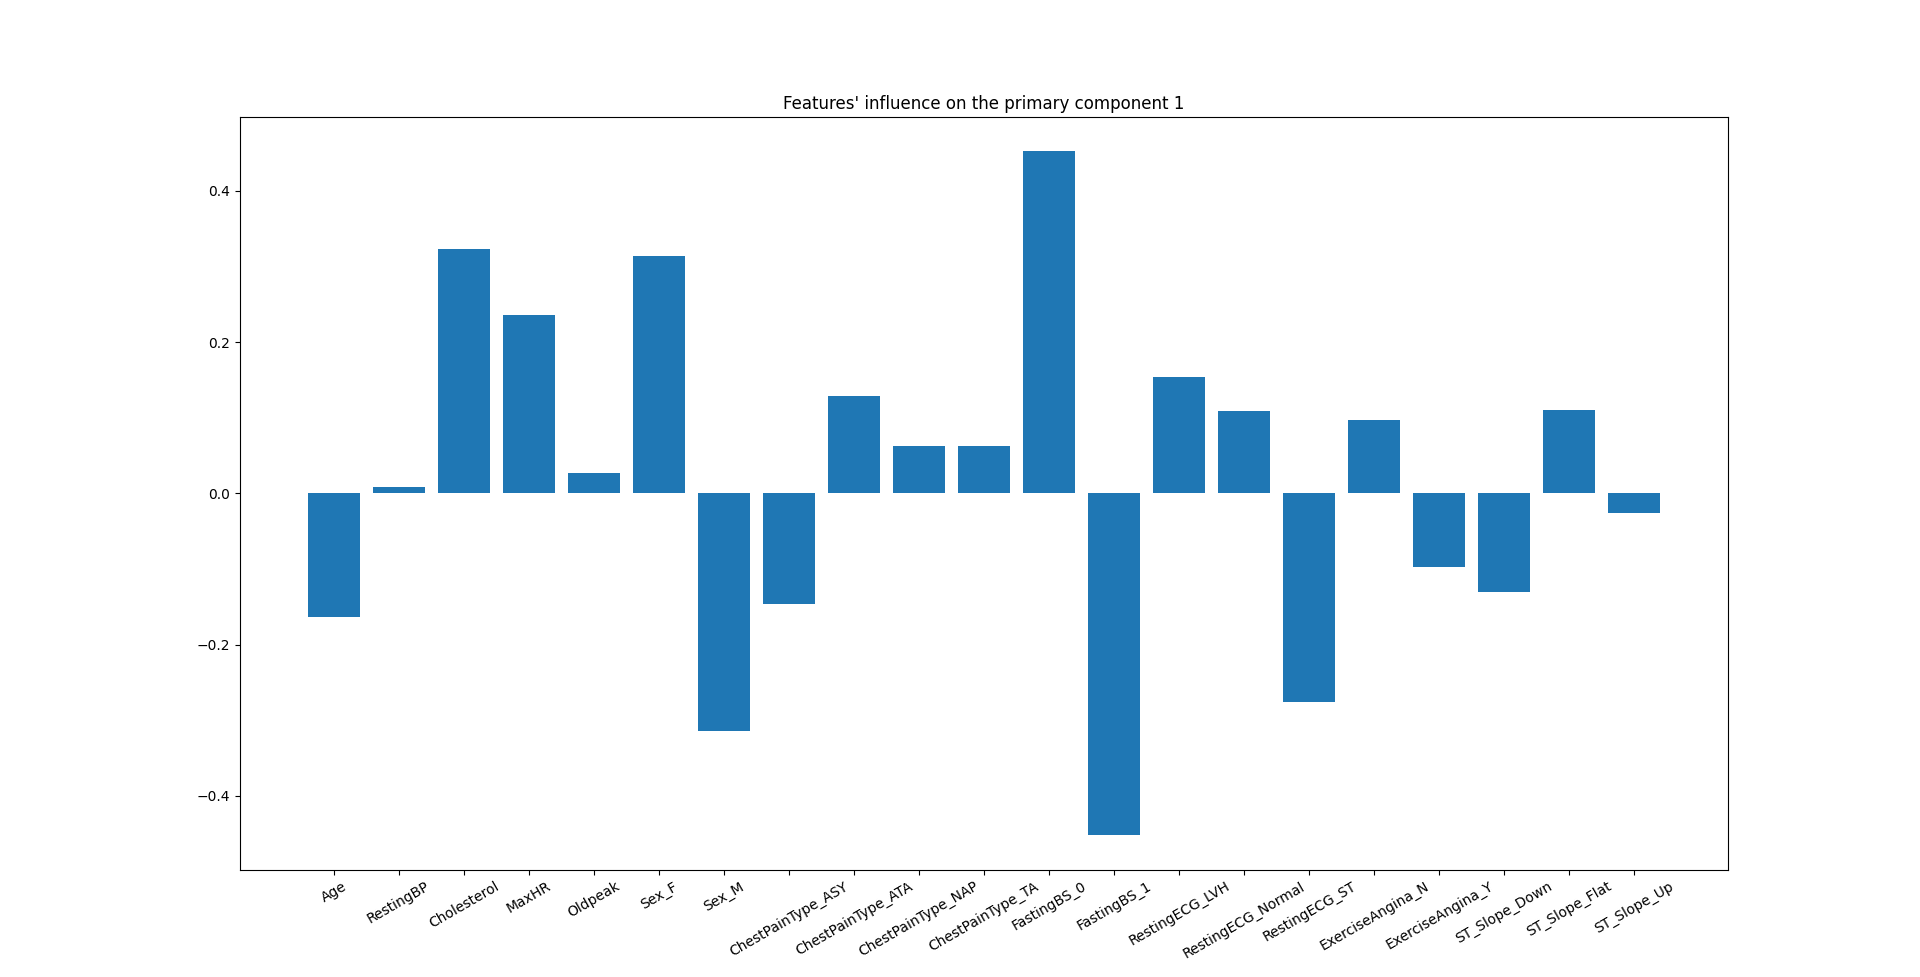 Features' influence on the primary component 1
0.4
0.2
0.0
−0.2
−0.4
Age
RestingBP
Cholesterol
MaxHR
Oldpeak
Sex_F
Sex_M
ChestPainType_ASY
ChestPainType_ATA
ChestPainType_NAP
ChestPainType_TA
FastingBS_0
FastingBS_1
RestingECG_LVH
RestingECG_Normal
RestingECG_ST
ExerciseAngina_N
ExerciseAngina_Y
ST_Slope_Down
ST_Slope_Flat
ST_Slope_Up